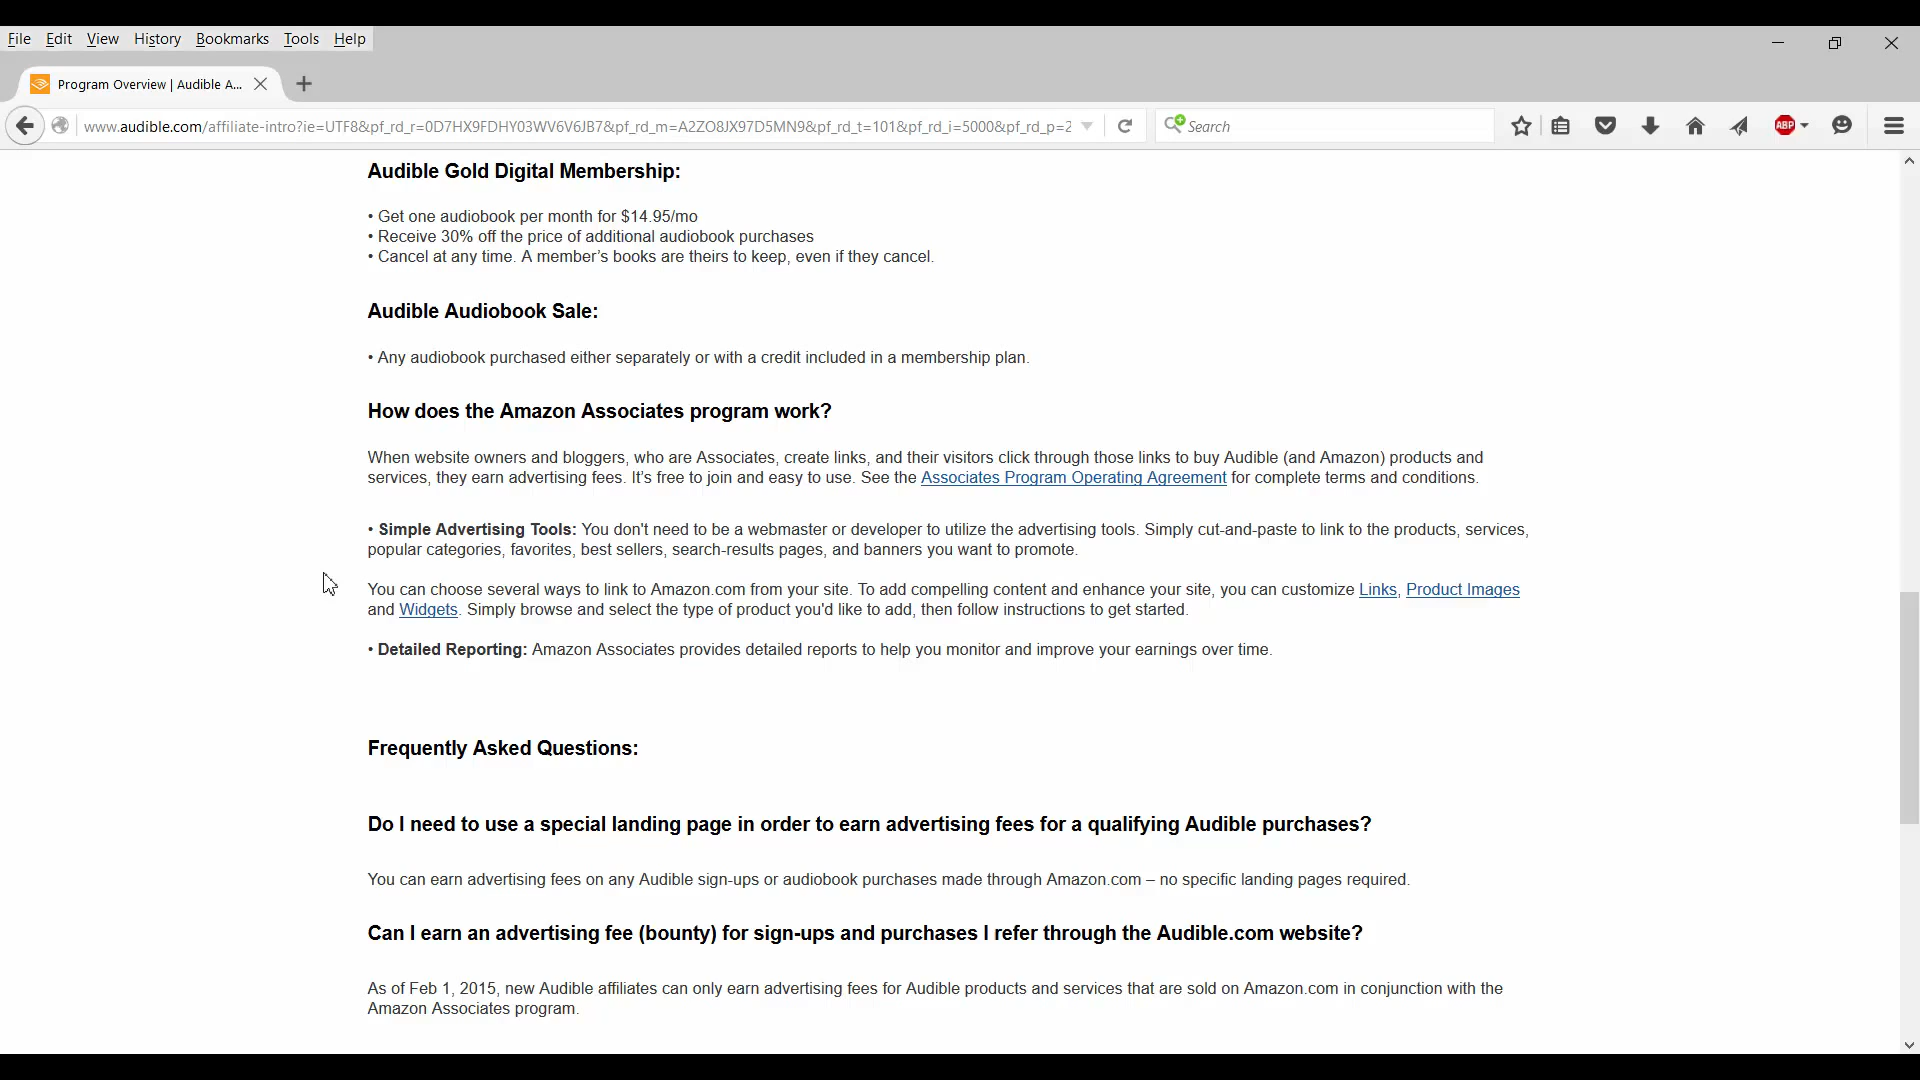 File Edit View History Bookmarks Tools Help
Program Overview | Audible A...
www.audible.com/affiliate-intro?ie=UTF8&pf_rd_r=0D7HX9FDHY03WV6V6JB7&pf_rd_m=A2ZO8JX97D5MN9&pf_rd_t=101&pf_rd_i=5000&pf_rd_p=2
Search
ABP
Audible Gold Digital Membership:
• Get one audiobook per month for $14.95/mo
• Receive 30% off the price of additional audiobook purchases
• Cancel at any time. A member’s books are theirs to keep, even if they cancel.
Audible Audiobook Sale:
• Any audiobook purchased either separately or with a credit included in a membership plan.
How does the Amazon Associates program work?
When website owners and bloggers, who are Associates, create links, and their visitors click through those links to buy Audible (and Amazon) products and
services, they earn advertising fees. It’s free to join and easy to use. See the Associates Program Operating Agreement for complete terms and conditions.
• Simple Advertising Tools: You don't need to be a webmaster or developer to utilize the advertising tools. Simply cut-and-paste to link to the products, services,
popular categories, favorites, best sellers, search-results pages, and banners you want to promote.
You can choose several ways to link to Amazon.com from your site. To add compelling content and enhance your site, you can customize Links, Product Images
and Widgets. Simply browse and select the type of product you'd like to add, then follow instructions to get started.
• Detailed Reporting: Amazon Associates provides detailed reports to help you monitor and improve your earnings over time.
Frequently Asked Questions:
Do I need to use a special landing page in order to earn advertising fees for a qualifying Audible purchases?
You can earn advertising fees on any Audible sign-ups or audiobook purchases made through Amazon.com – no specific landing pages required.
Can I earn an advertising fee (bounty) for sign-ups and purchases I refer through the Audible.com website?
As of Feb 1, 2015, new Audible affiliates can only earn advertising fees for Audible products and services that are sold on Amazon.com in conjunction with the
Amazon Associates program.